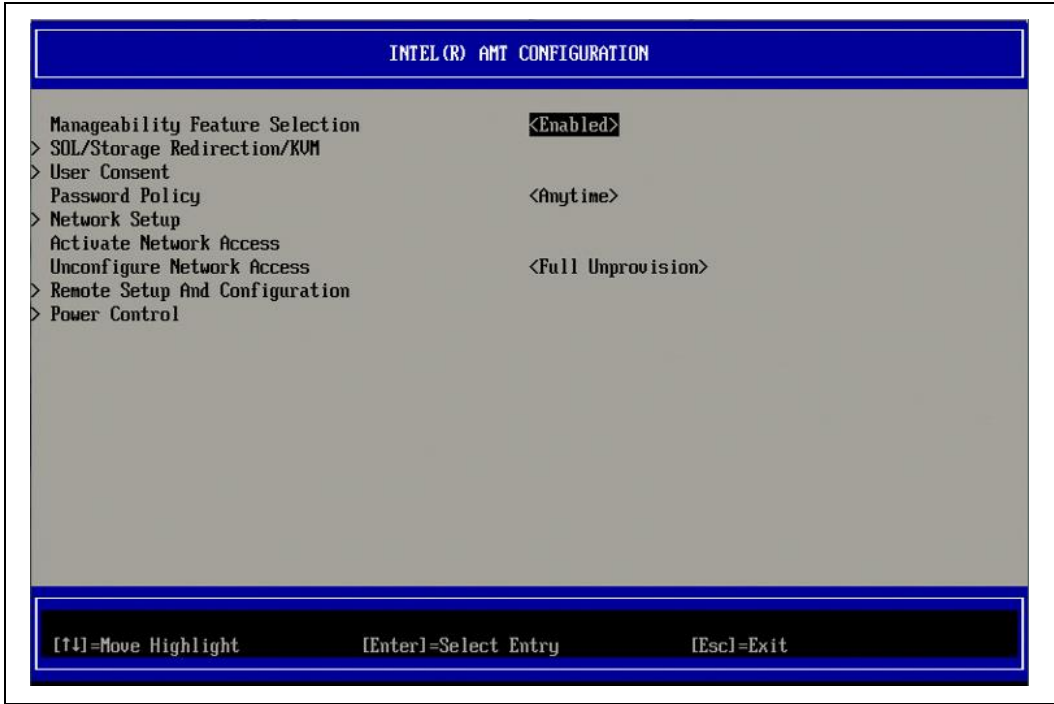 INTEL(R) AMT CONFIGURATION
Manageability Feature Selection <Enabled>
> SOL/Storage Redirection/KVM
> User Consent
Password Policy <Anytime>
> Network Setup
Activate Network Access
Unconfigure Network Access <Full Unprovision>
> Remote Setup And Configuration
> Power Control
[↑↓]=Move Highlight [Enter]=Select Entry [Esc]=Exit